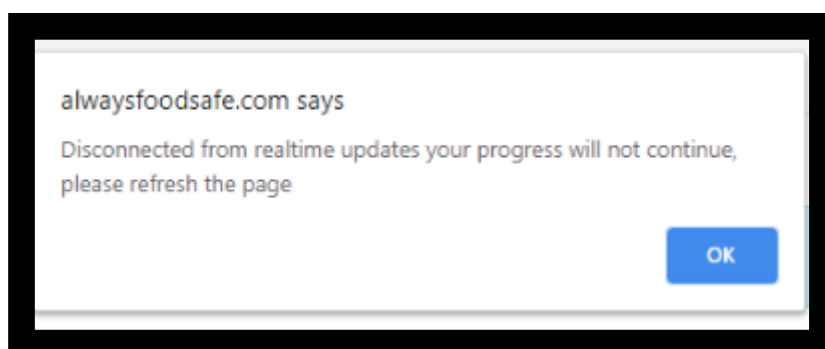 alwaysfoodsafe.com says
Disconnected from realtime updates your progress will not continue,
please refresh the page
OK